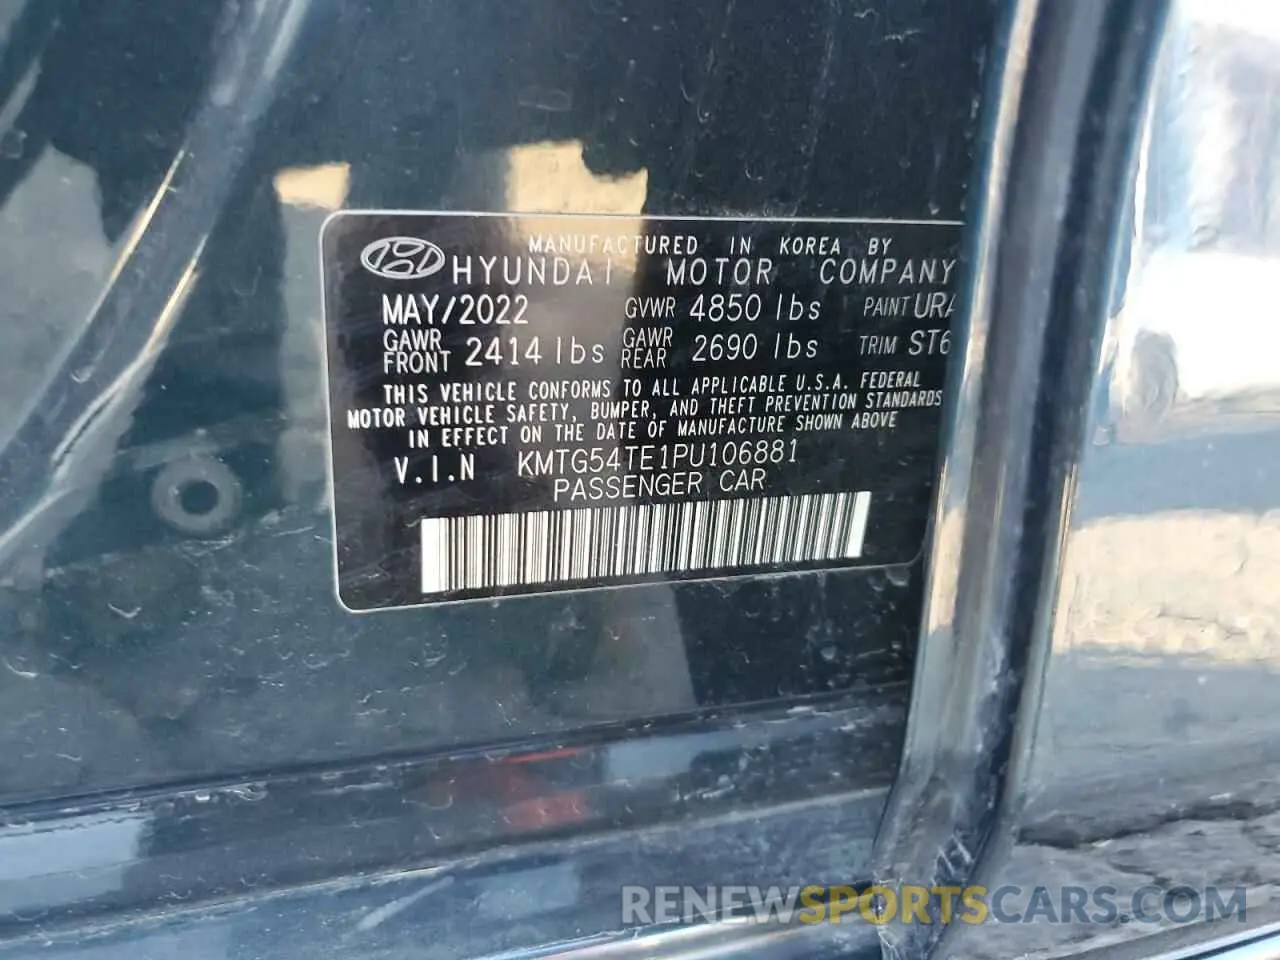 MANUFACTURED IN KOREA BY
HYUNDAI MOTOR COMPANY
MAY/2022 GVWR 4850 lbs PAINT
GAWR FRONT 2414 lbs GAWR REAR 2690 lbs TRIM ST6
THIS VEHICLE CONFORMS TO ALL APPLICABLE U.S.A. FEDERAL
MOTOR VEHICLE SAFETY, BUMPER, AND THEFT PREVENTION STANDARDS
IN EFFECT ON THE DATE OF MANUFACTURE SHOWN ABOVE
V.I.N KMTG54TE1PU106881
PASSENGER CAR
RENEWSPORTSCARS.COM